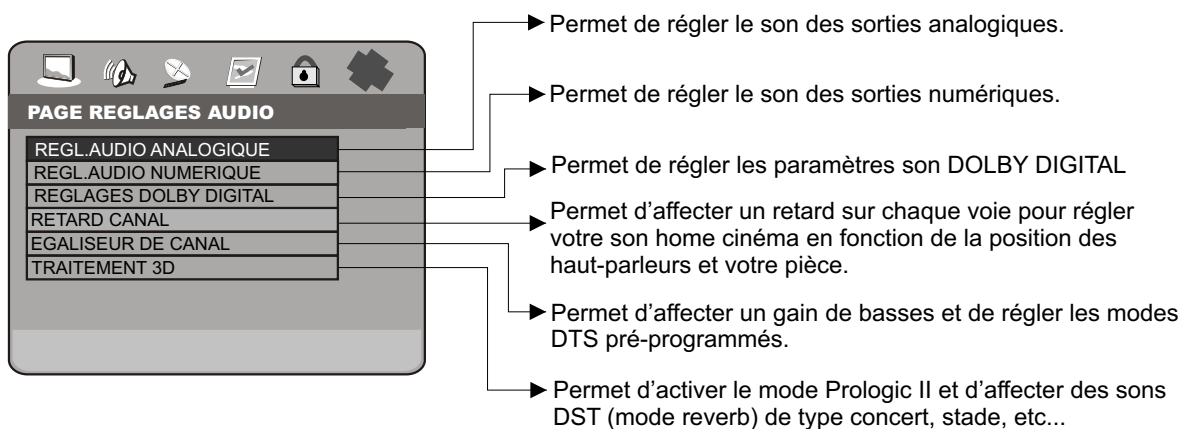 PAGE REGLAGES AUDIO
REGL.AUDIO ANALOGIQUE
REGL.AUDIO NUMERIQUE
REGLAGES DOLBY DIGITAL
RETARD CANAL
EGALISEUR DE CANAL
TRAITEMENT 3D
Permet de régler le son des sorties analogiques.
Permet de régler le son des sorties numériques.
Permet de régler les paramètres son DOLBY DIGITAL
Permet d'affecter un retard sur chaque voie pour régler
votre son home cinéma en fonction de la position des
haut-parleurs et votre pièce.
Permet d'affecter un gain de basses et de régler les modes
DTS pré-programmés.
Permet d'activer le mode Prologic II et d'affecter des sons
DST (mode reverb) de type concert, stade, etc...